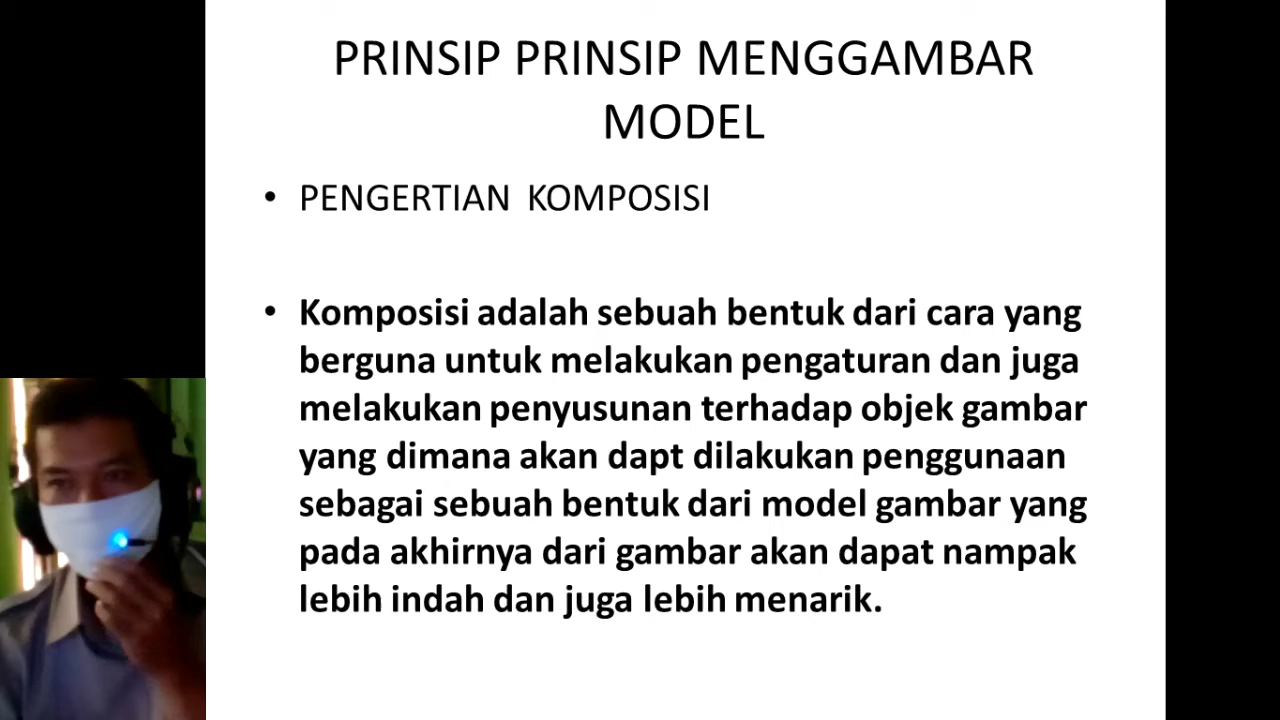 PRINSIP PRINSIP MENGGAMBAR
MODEL
• PENGERTIAN KOMPOSISI
• Komposisi adalah sebuah bentuk dari cara yang
berguna untuk melakukan pengaturan dan juga
melakukan penyusunan terhadap objek gambar
yang dimana akan dapt dilakukan penggunaan
sebagai sebuah bentuk dari model gambar yang
pada akhirnya dari gambar akan dapat nampak
lebih indah dan juga lebih menarik.